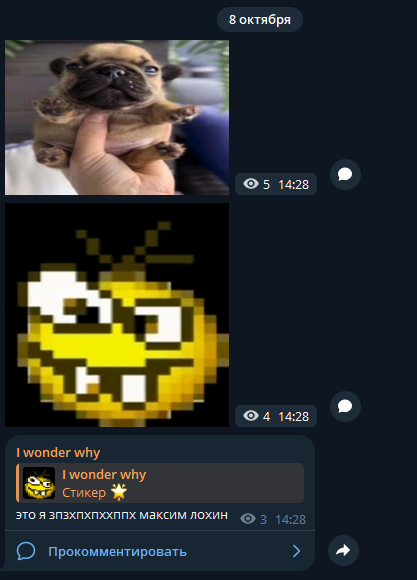 8 октября
5 14:28
4 14:28
I wonder why
I wonder why
Стикер 🌟
это я зпзхпхпххппх максим лохин 3 14:28
Прокомментировать